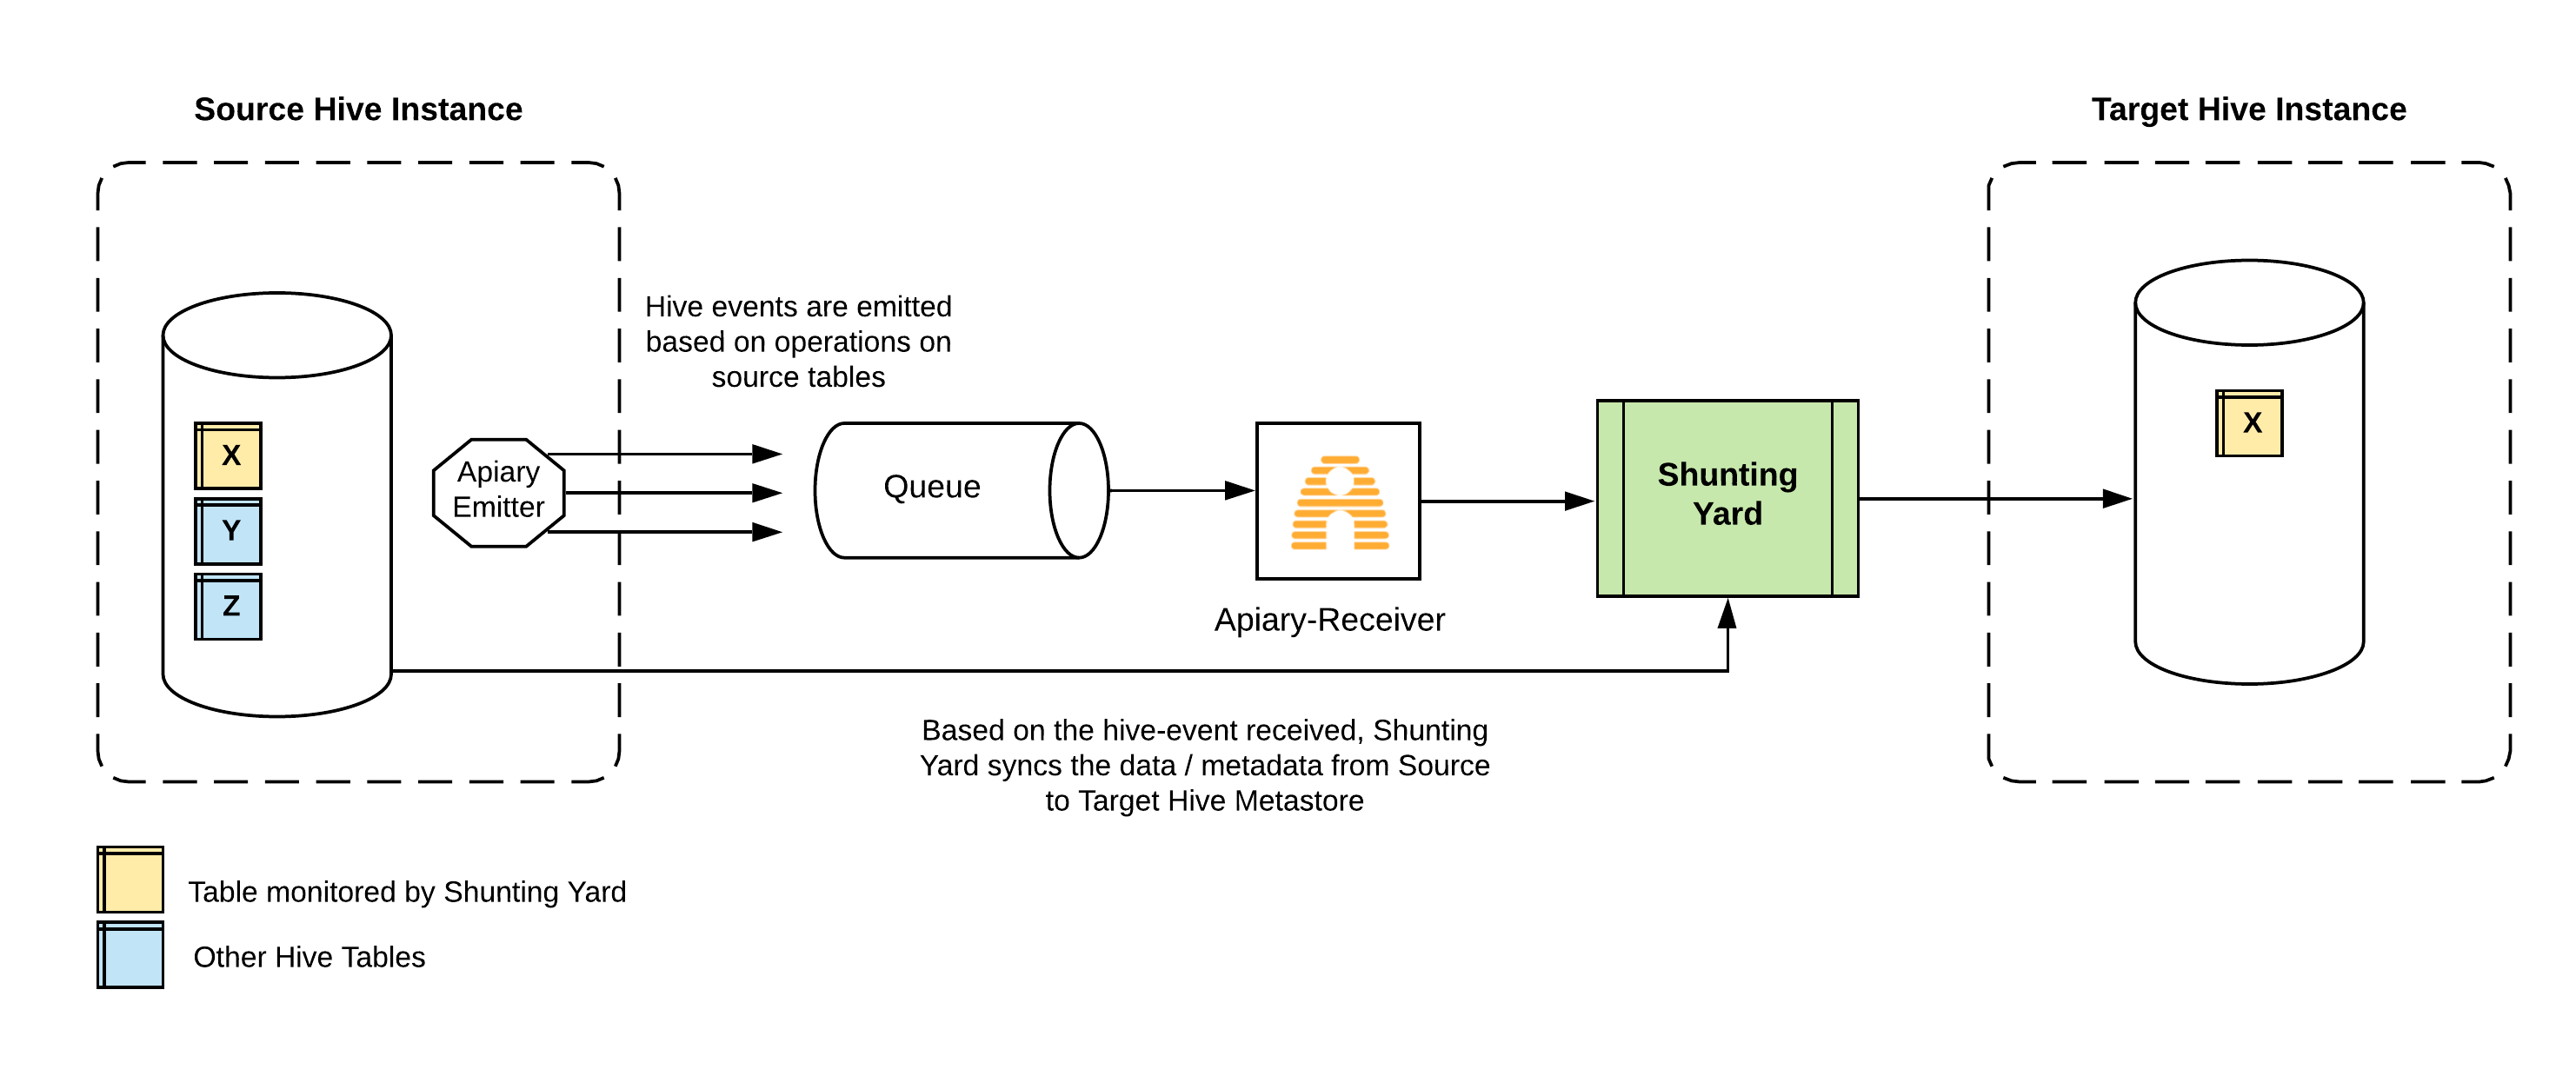 Source Hive Instance
Target Hive Instance
Hive events are emitted
based on operations on
source tables
X
Y
Z
Apiary
Emitter
Queue
Apiary-Receiver
Shunting
Yard
X
Based on the hive-event received, Shunting
Yard syncs the data / metadata from Source
to Target Hive Metastore
Table monitored by Shunting Yard
Other Hive Tables